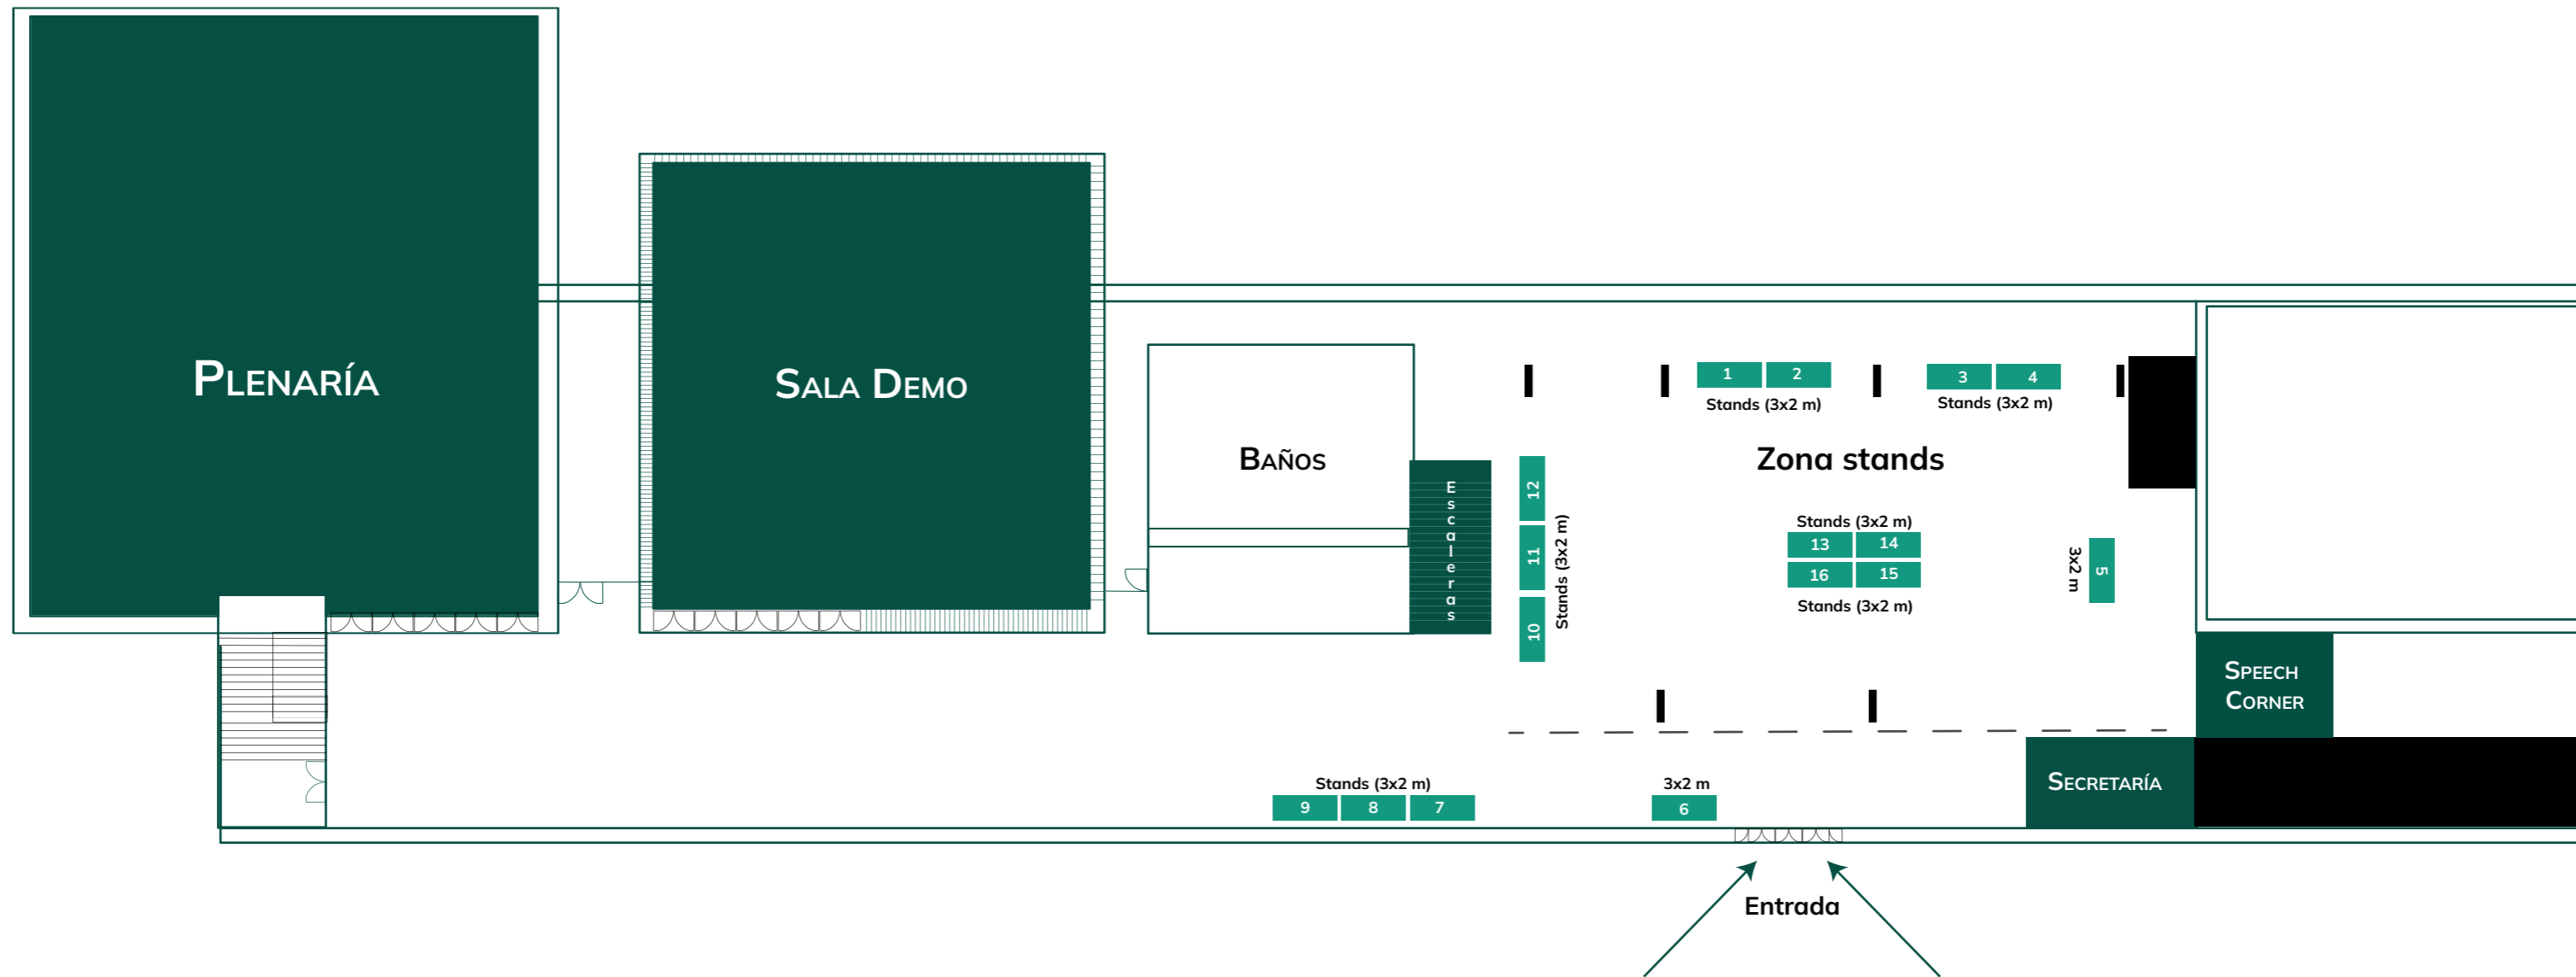 PLENARÍA
SALA DEMO
BAÑOS
Escaleras
1
2
Stands (3x2 m)
3
4
Stands (3x2 m)
Zona stands
12
11
10
Stands (3x2 m)
Stands (3x2 m)
13
14
16
15
Stands (3x2 m)
3x2 m
5
SPEECH
CORNER
SECRETARÍA
Stands (3x2 m)
9
8
7
3x2 m
6
Entrada